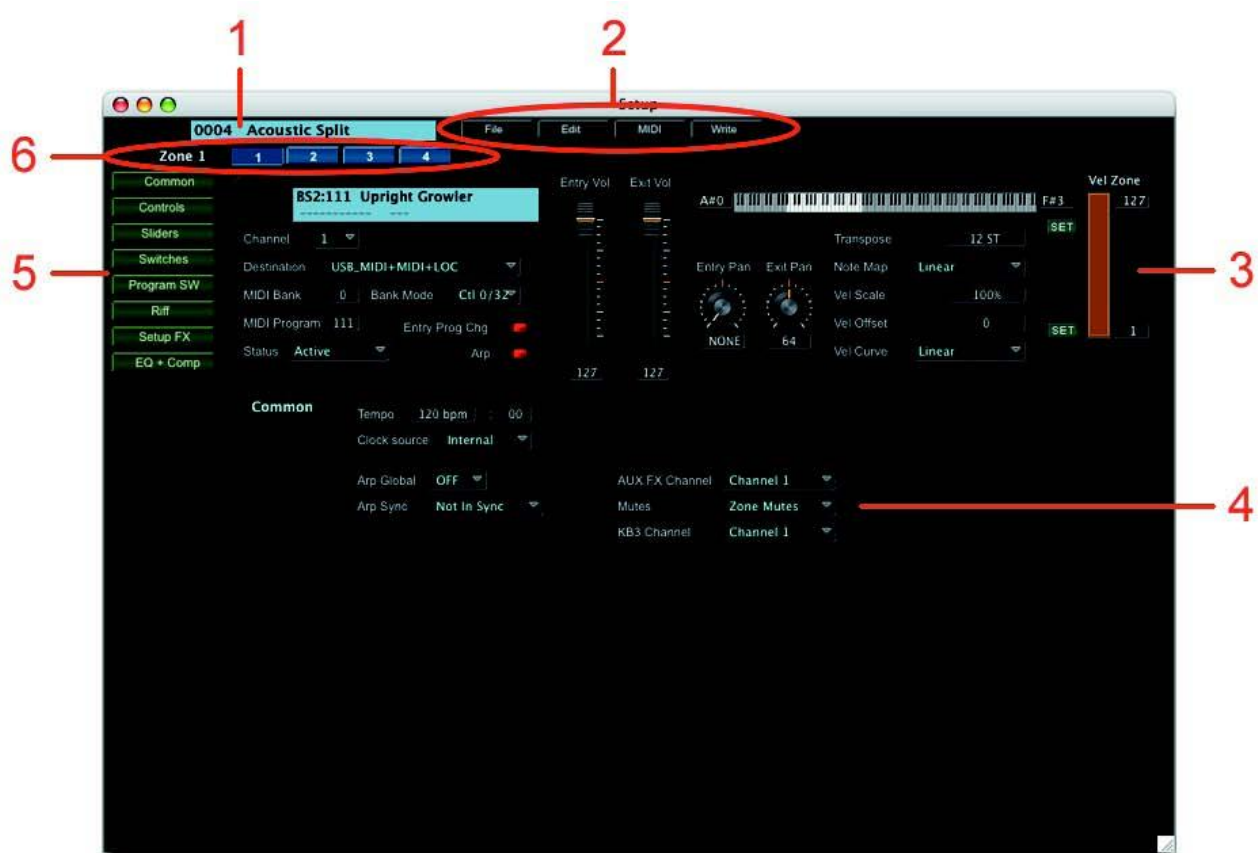 1
2
Setup
0004 Acoustic Split
File Edit MIDI Write
6
Zone 1 1 2 3 4
Common
Controls
Sliders
Switches
Program SW
Riff
Setup FX
EQ + Comp
5
BS2:111 Upright Growler
----------- ---
Channel 1
Destination USB_MIDI+MIDI+LOC
MIDI Bank 0 Bank Mode Ctl 0/32
MIDI Program 111 Entry Prog Chg
Status Active Arp
Entry Vol Exit Vol
127 127
A#0 F#3
Entry Pan Exit Pan
NONE 64
Transpose 12 ST
Note Map Linear
Vel Scale 100%
Vel Offset 0
Vel Curve Linear
Vel Zone
127
SET
SET 1
3
Common
Tempo 120 bpm : 00
Clock source Internal
Arp Global OFF
Arp Sync Not In Sync
AUX FX Channel Channel 1
Mutes Zone Mutes
KB3 Channel Channel 1
4